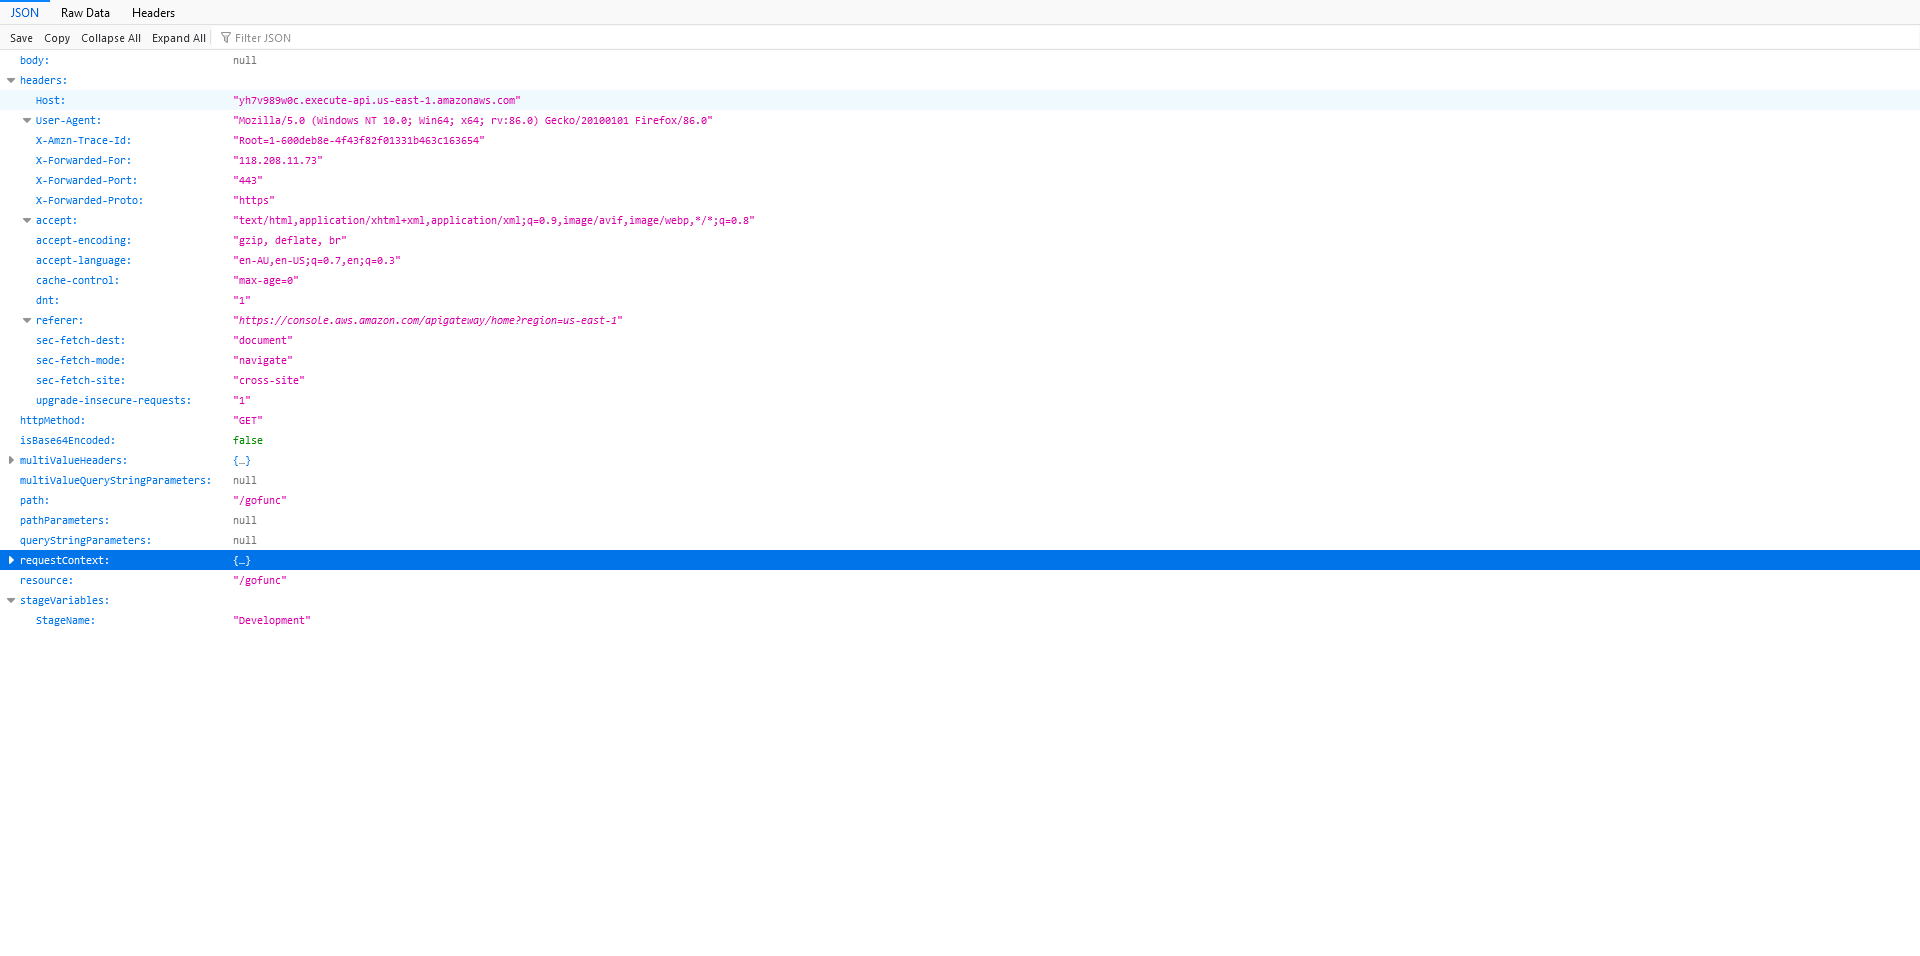 JSON Raw Data Headers
Save Copy Collapse All Expand All Filter JSON
body: null
headers:
Host: "yh7v989w0c.execute-api.us-east-1.amazonaws.com"
User-Agent: "Mozilla/5.0 (Windows NT 10.0; Win64; x64; rv:86.0) Gecko/20100101 Firefox/86.0"
X-Amzn-Trace-Id: "Root=1-600deb8e-4f43f82f01331b463c163654"
X-Forwarded-For: "118.208.11.73"
X-Forwarded-Port: "443"
X-Forwarded-Proto: "https"
accept: "text/html,application/xhtml+xml,application/xml;q=0.9,image/avif,image/webp,*/*;q=0.8"
accept-encoding: "gzip, deflate, br"
accept-language: "en-AU,en-US;q=0.7,en;q=0.3"
cache-control: "max-age=0"
dnt: "1"
referer: "https://console.aws.amazon.com/apigateway/home?region=us-east-1"
sec-fetch-dest: "document"
sec-fetch-mode: "navigate"
sec-fetch-site: "cross-site"
upgrade-insecure-requests: "1"
httpMethod: "GET"
isBase64Encoded: false
multiValueHeaders: {…}
multiValueQueryStringParameters: null
path: "/gofunc"
pathParameters: null
queryStringParameters: null
requestContext: {…}
resource: "/gofunc"
stageVariables:
StageName: "Development"